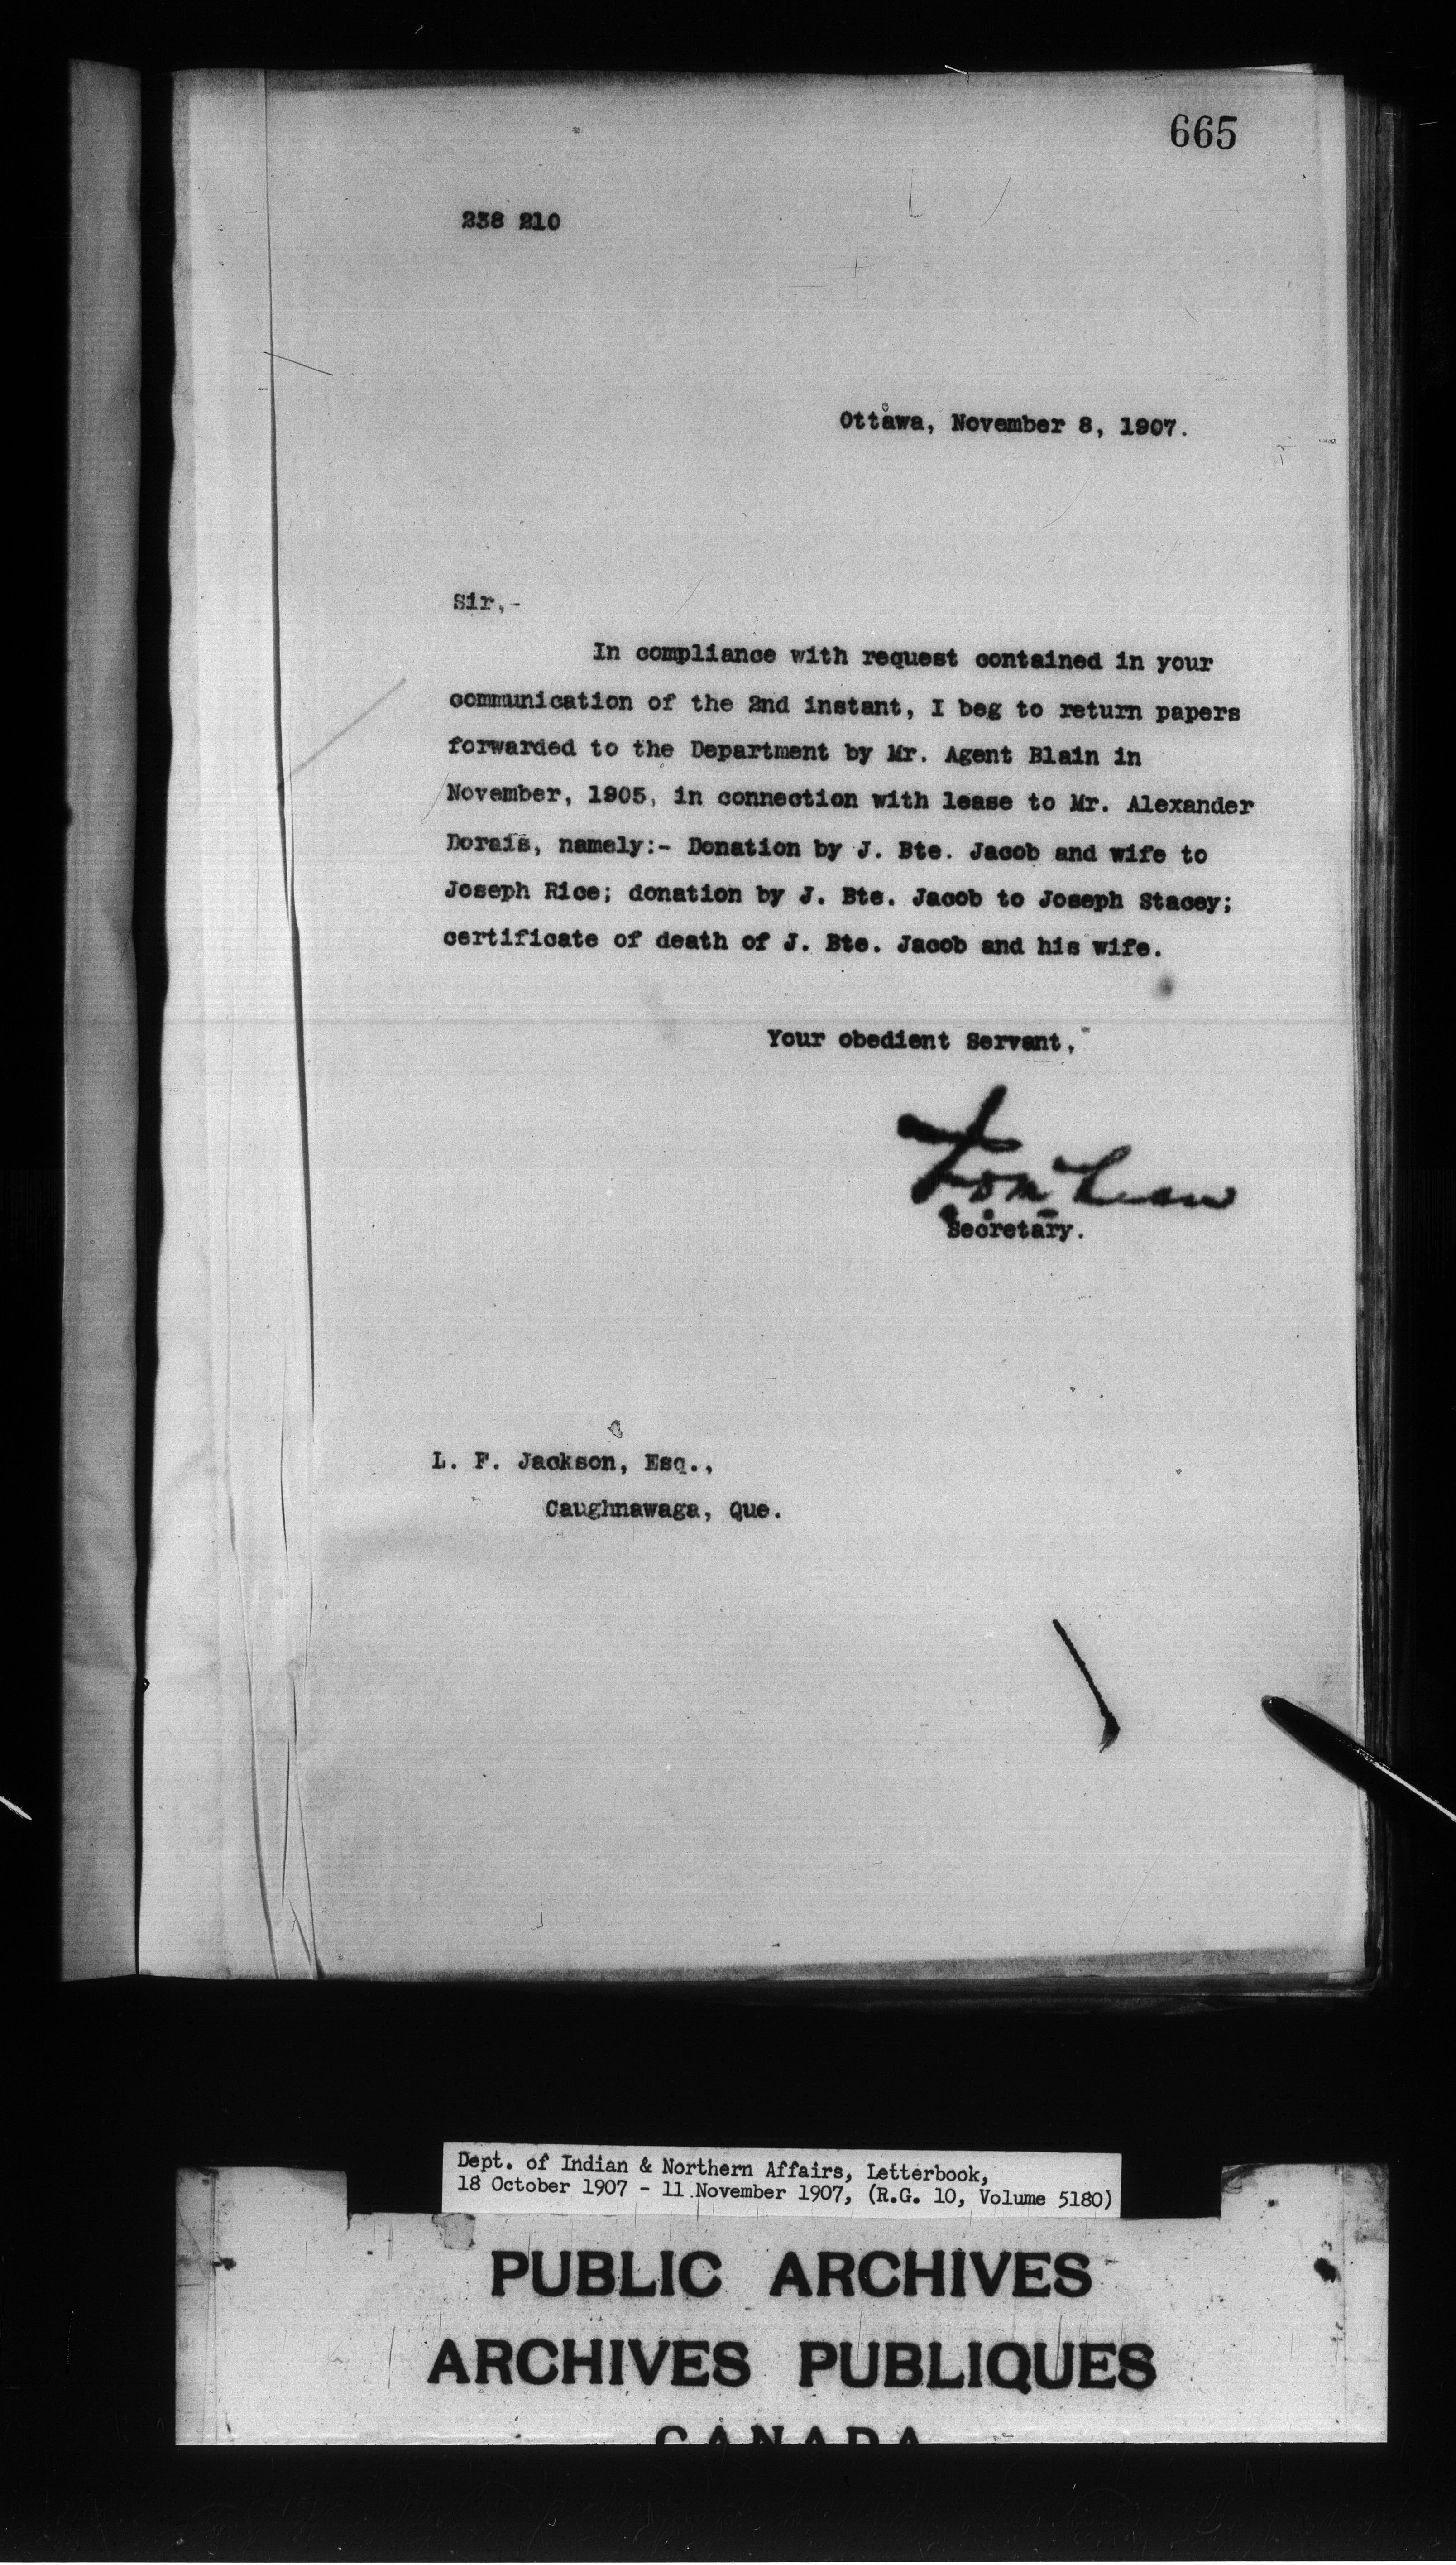 665
238 210
Ottawa, November 8, 1907.
Sir,-
In compliance with request contained in your
communication of the 2nd instant, I beg to return papers
forwarded to the Department by Mr. Agent Blain in
November, 1905, in connection with lease to Mr. Alexander
Dorais, namely:- Donation by J. Bte. Jacob and wife to
Joseph Rice; donation by J. Bte. Jacob to Joseph Stacey;
certificate of death of J. Bte. Jacob and his wife.
Your obedient Servant,
Secretary.
L. F. Jackson, Esq.,
Caughnawaga, Que.
Dept. of Indian & Northern Affairs, Letterbook,
18 October 1907 - 11 November 1907, (R.G. 10, Volume 5180)
PUBLIC ARCHIVES
ARCHIVES PUBLIQUES
CANADA